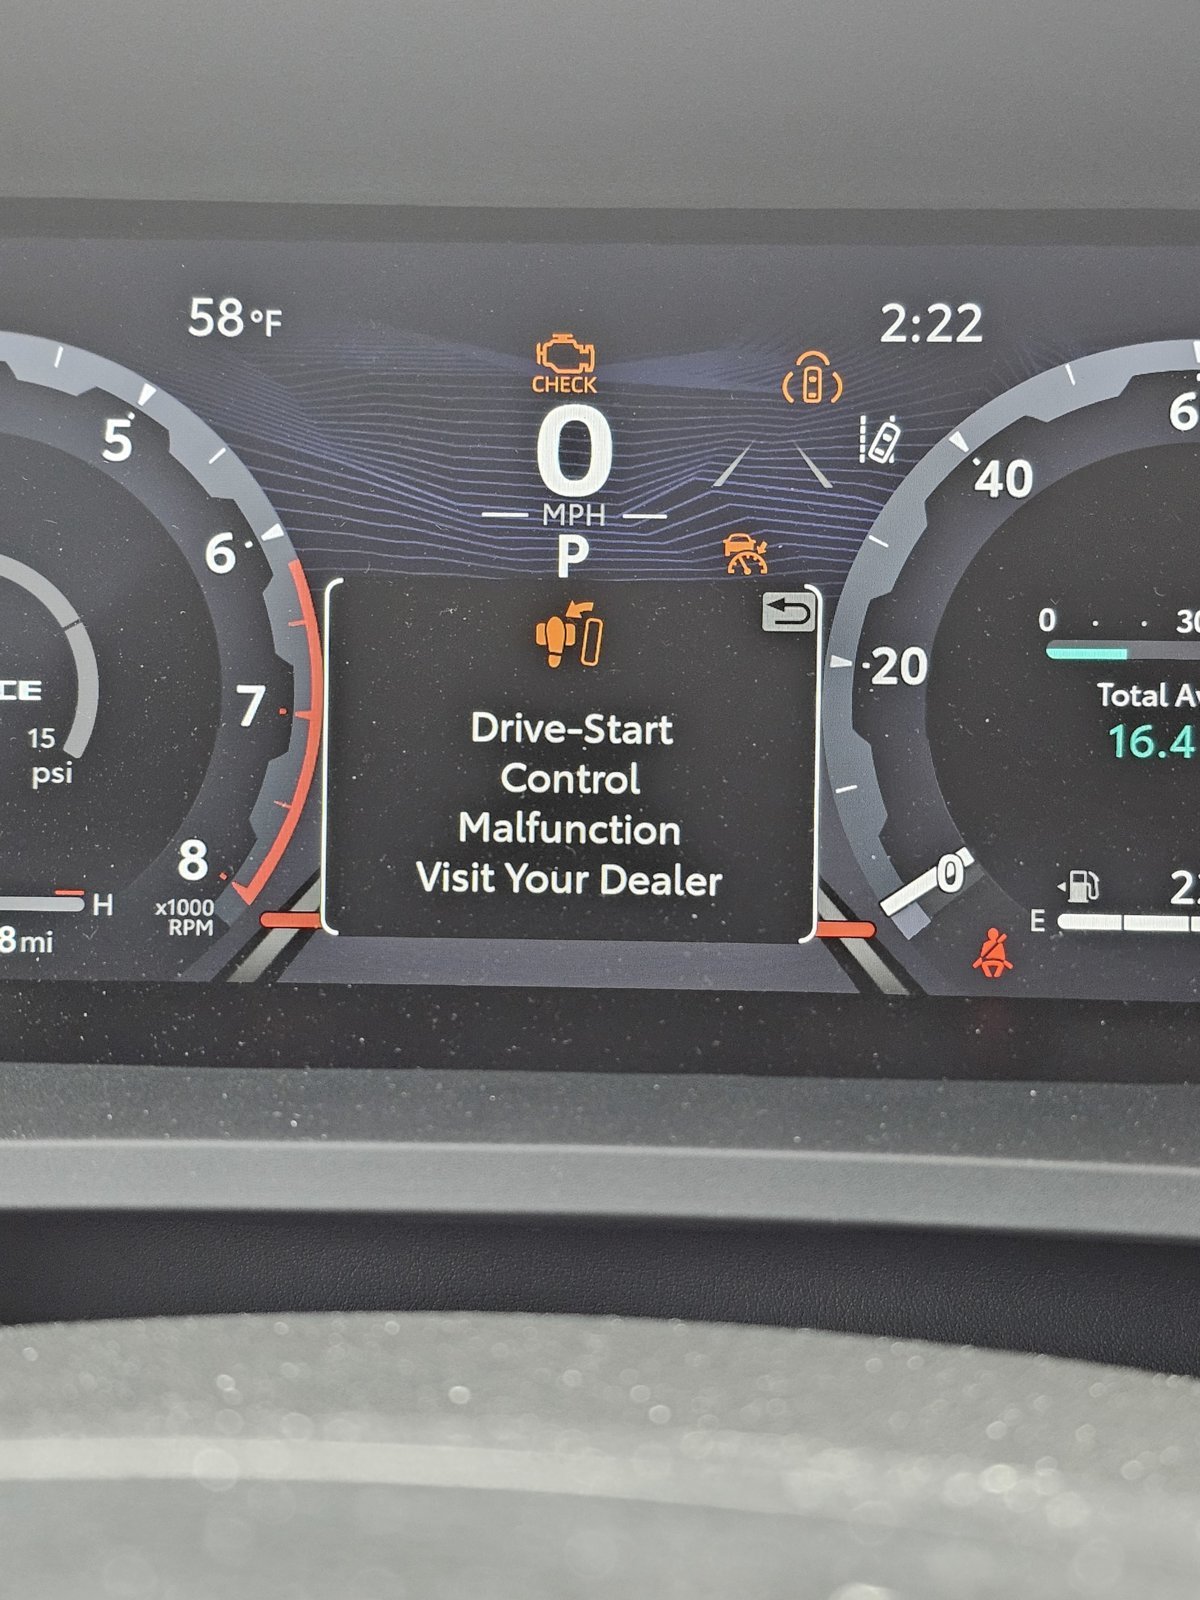 58°F
2:22
CHECK
5
6
40
0
MPH
6
P
0 30
20
7
15
psi
Drive-Start
Control
Malfunction
Visit Your Dealer
16.4
8
x1000
RPM
0
H
E
8mi
Total